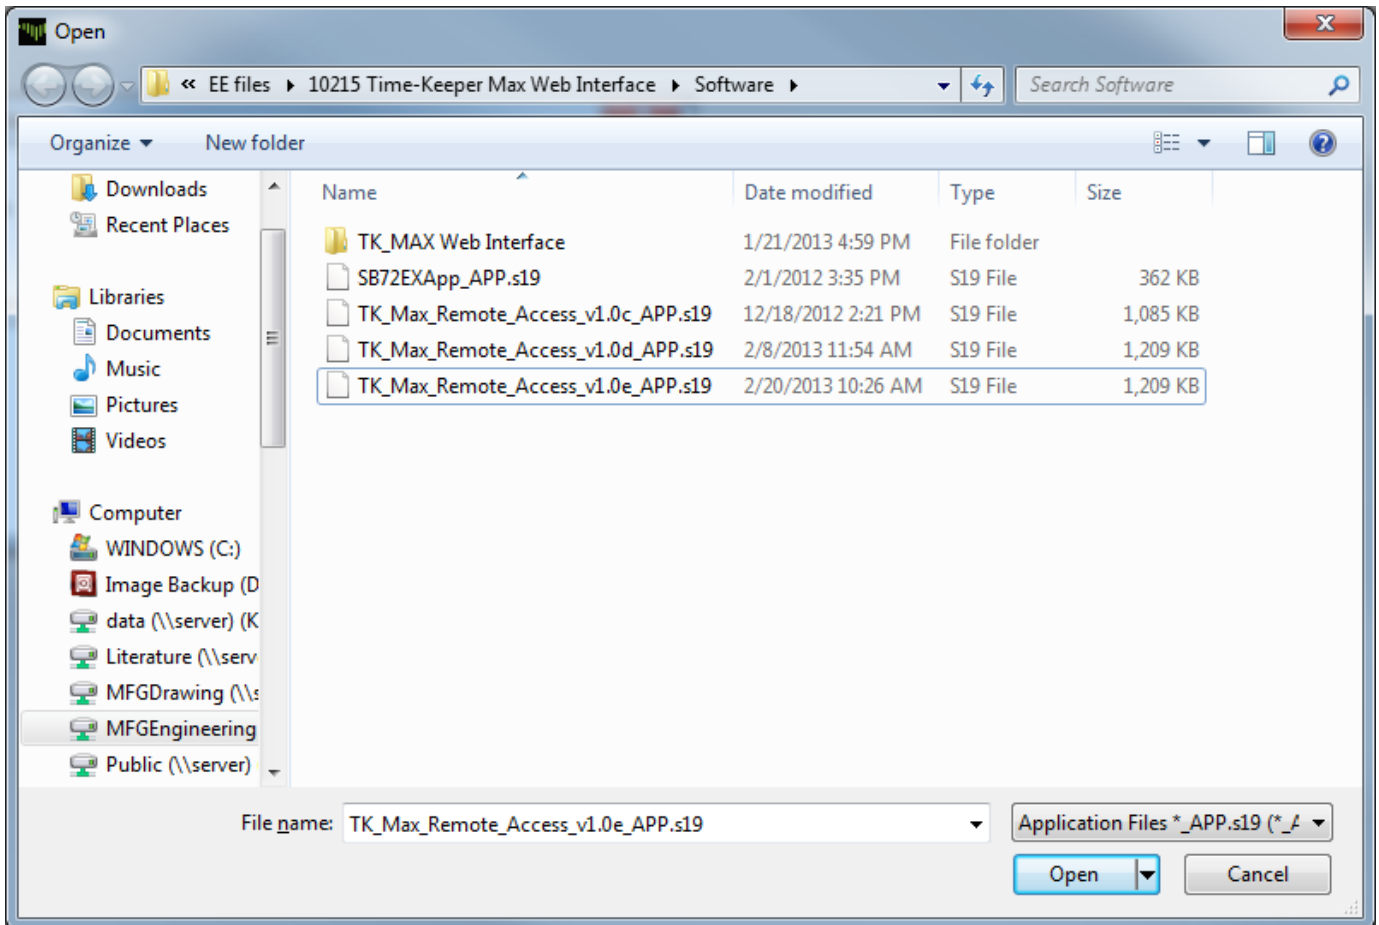 Open
« EE files ▸ 10215 Time-Keeper Max Web Interface ▸ Software ▸
Search Software
Organize
New folder
Downloads
Recent Places
Libraries
Documents
Music
Pictures
Videos
Computer
WINDOWS (C:)
Image Backup (D
data (\\server) (K
Literature (\\serv
MFGDrawing (\\s
MFGEngineering
Public (\\server)
Name Date modified Type Size
TK_MAX Web Interface 1/21/2013 4:59 PM File folder
SB72EXApp_APP.s19 2/1/2012 3:35 PM S19 File 362 KB
TK_Max_Remote_Access_v1.0c_APP.s19 12/18/2012 2:21 PM S19 File 1,085 KB
TK_Max_Remote_Access_v1.0d_APP.s19 2/8/2013 11:54 AM S19 File 1,209 KB
TK_Max_Remote_Access_v1.0e_APP.s19 2/20/2013 10:26 AM S19 File 1,209 KB
File name: TK_Max_Remote_Access_v1.0e_APP.s19
Application Files *_APP.s19 (*_A
Open
Cancel